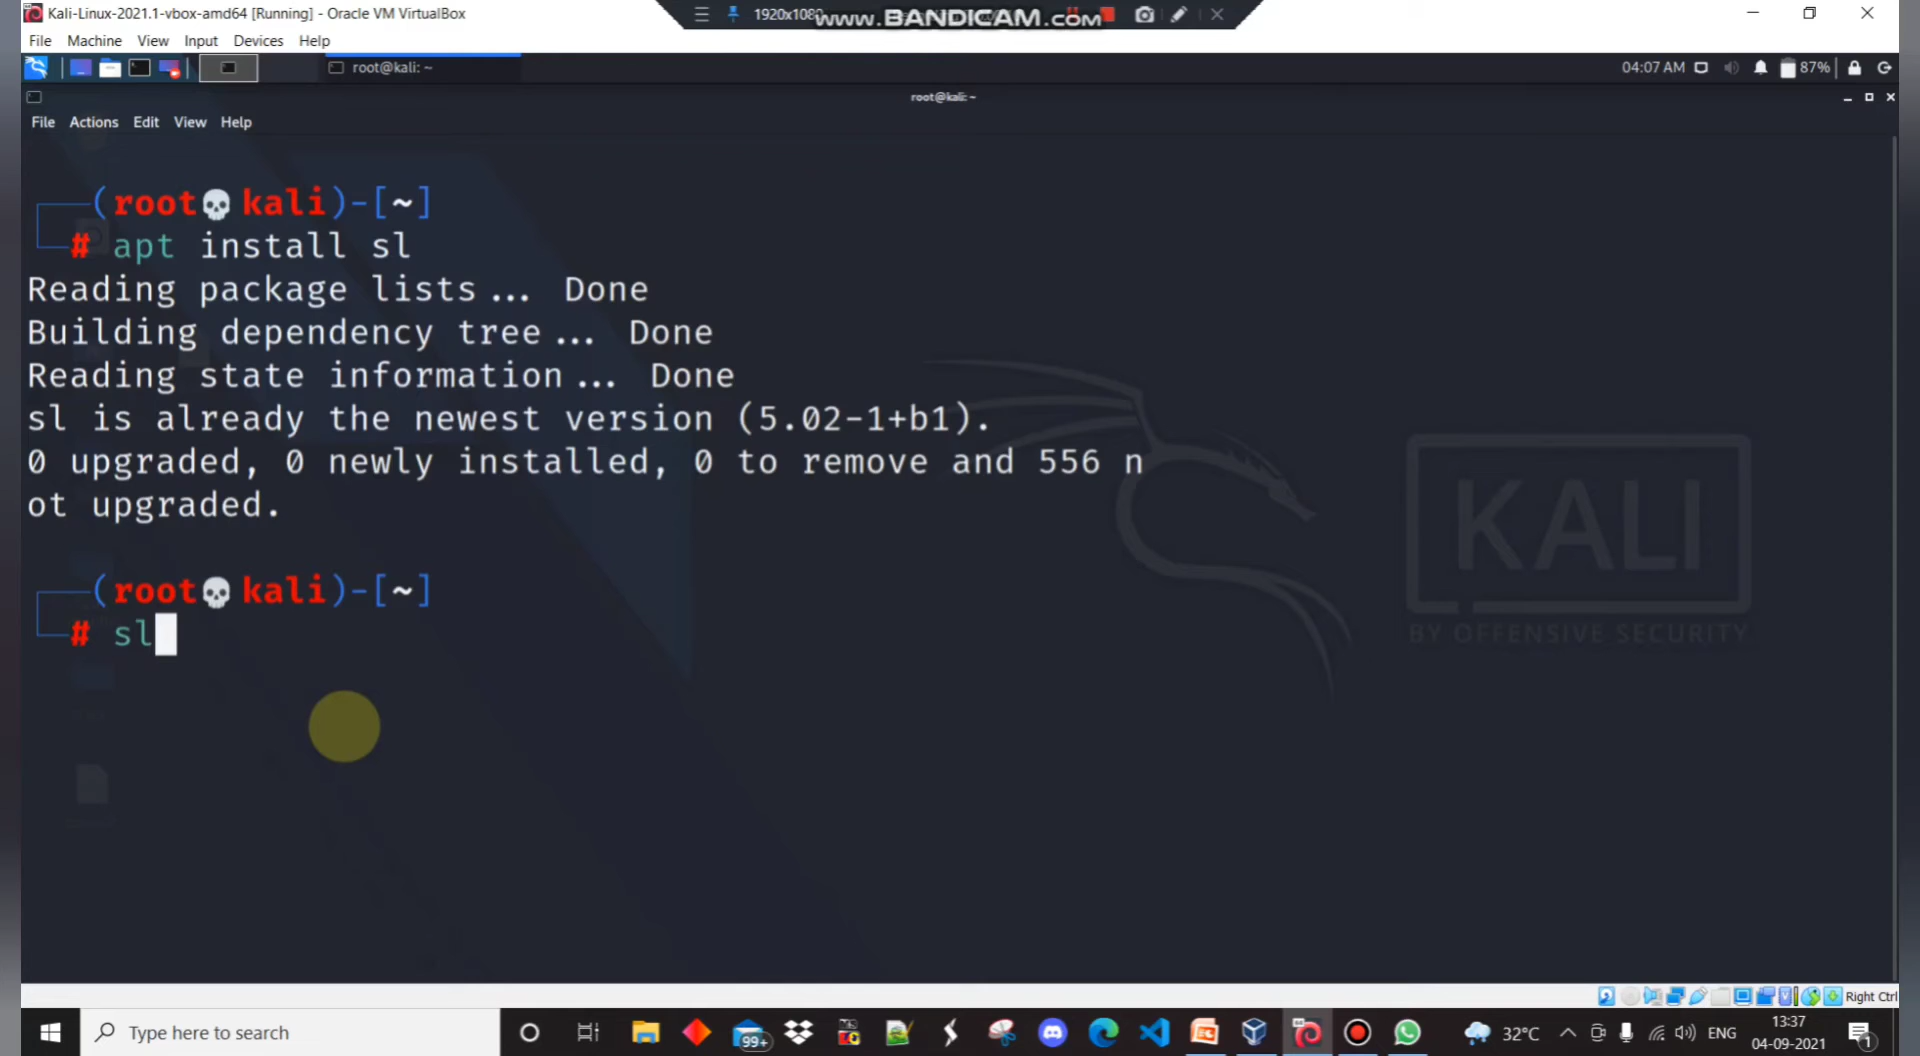 Kali-Linux-2021.1-vbox-amd64 [Running] - Oracle VM VirtualBox
www.BANDICAM.com
File Machine View Input Devices Help
root@kali: ~
04:07 AM
87%
root@kali: ~
File Actions Edit View Help
(root💀kali)-[~]
# apt install sl
Reading package lists... Done
Building dependency tree... Done
Reading state information... Done
sl is already the newest version (5.02-1+b1).
0 upgraded, 0 newly installed, 0 to remove and 556 n
ot upgraded.
(root💀kali)-[~]
# sl
KALI
BY OFFENSIVE SECURITY
Right Ctrl
Type here to search
99+
32°C
ENG
13:37
04-09-2021
1